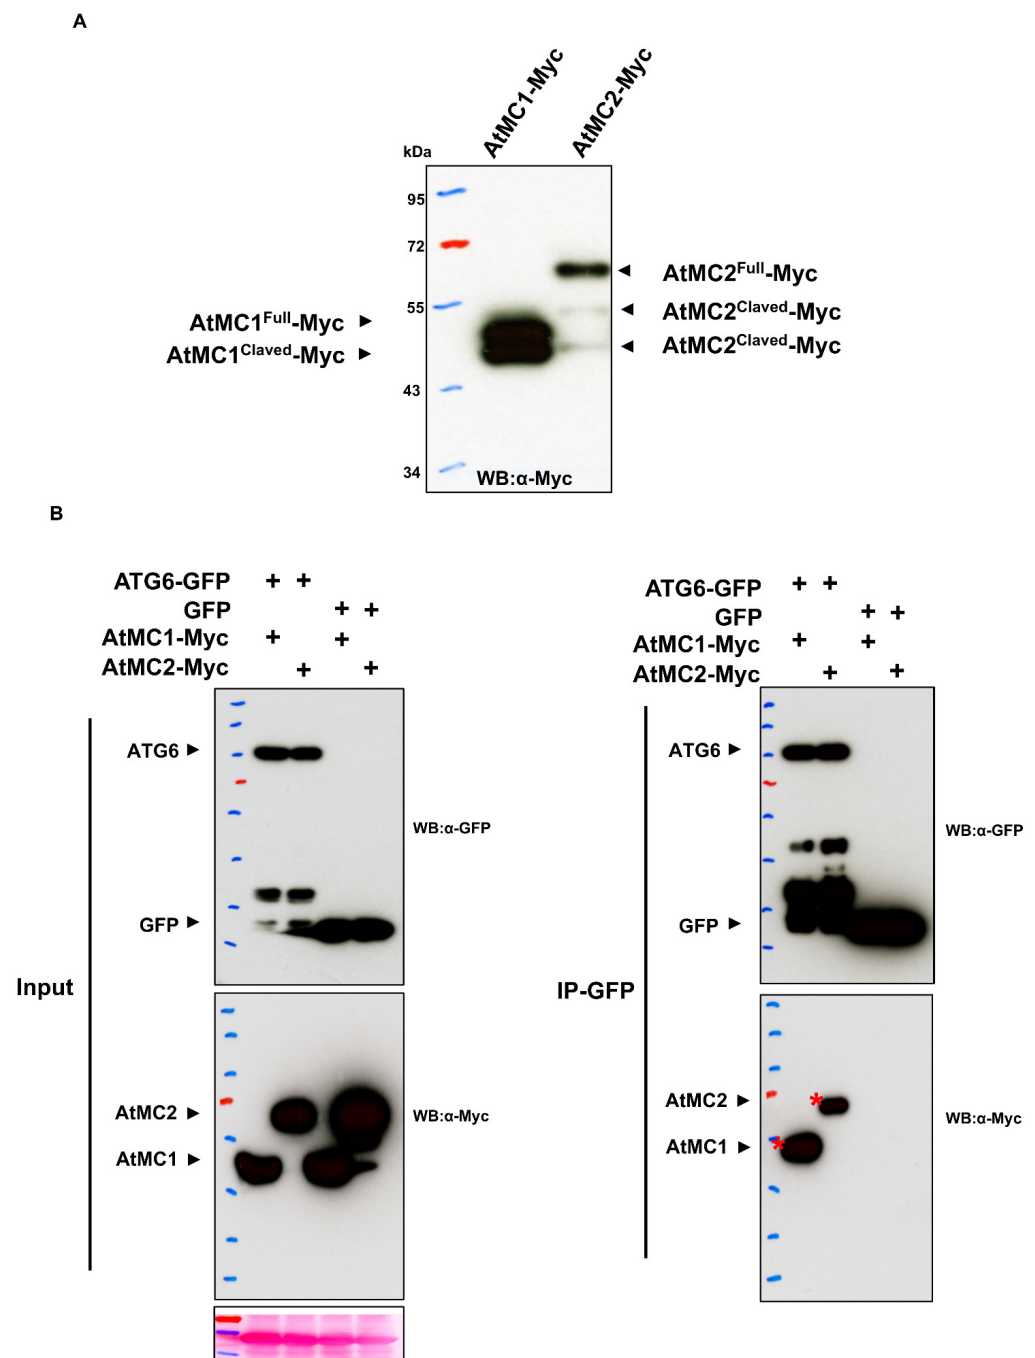 A
AtMC1-Myc
AtMC2-Myc
kDa
95
72
55
43
34
AtMC1Full-Myc ►
AtMC1Claved-Myc ►
◄ AtMC2Full-Myc
◄ AtMC2Claved-Myc
◄ AtMC2Claved-Myc
WB:α-Myc
B
ATG6-GFP + +
GFP + +
AtMC1-Myc + +
AtMC2-Myc + +
Input
ATG6 ►
GFP ►
WB:α-GFP
AtMC2 ►
AtMC1 ►
WB:α-Myc
ATG6-GFP + +
GFP + +
AtMC1-Myc + +
AtMC2-Myc + +
IP-GFP
ATG6 ►
GFP ►
WB:α-GFP
AtMC2 ► *
AtMC1 ► *
WB:α-Myc